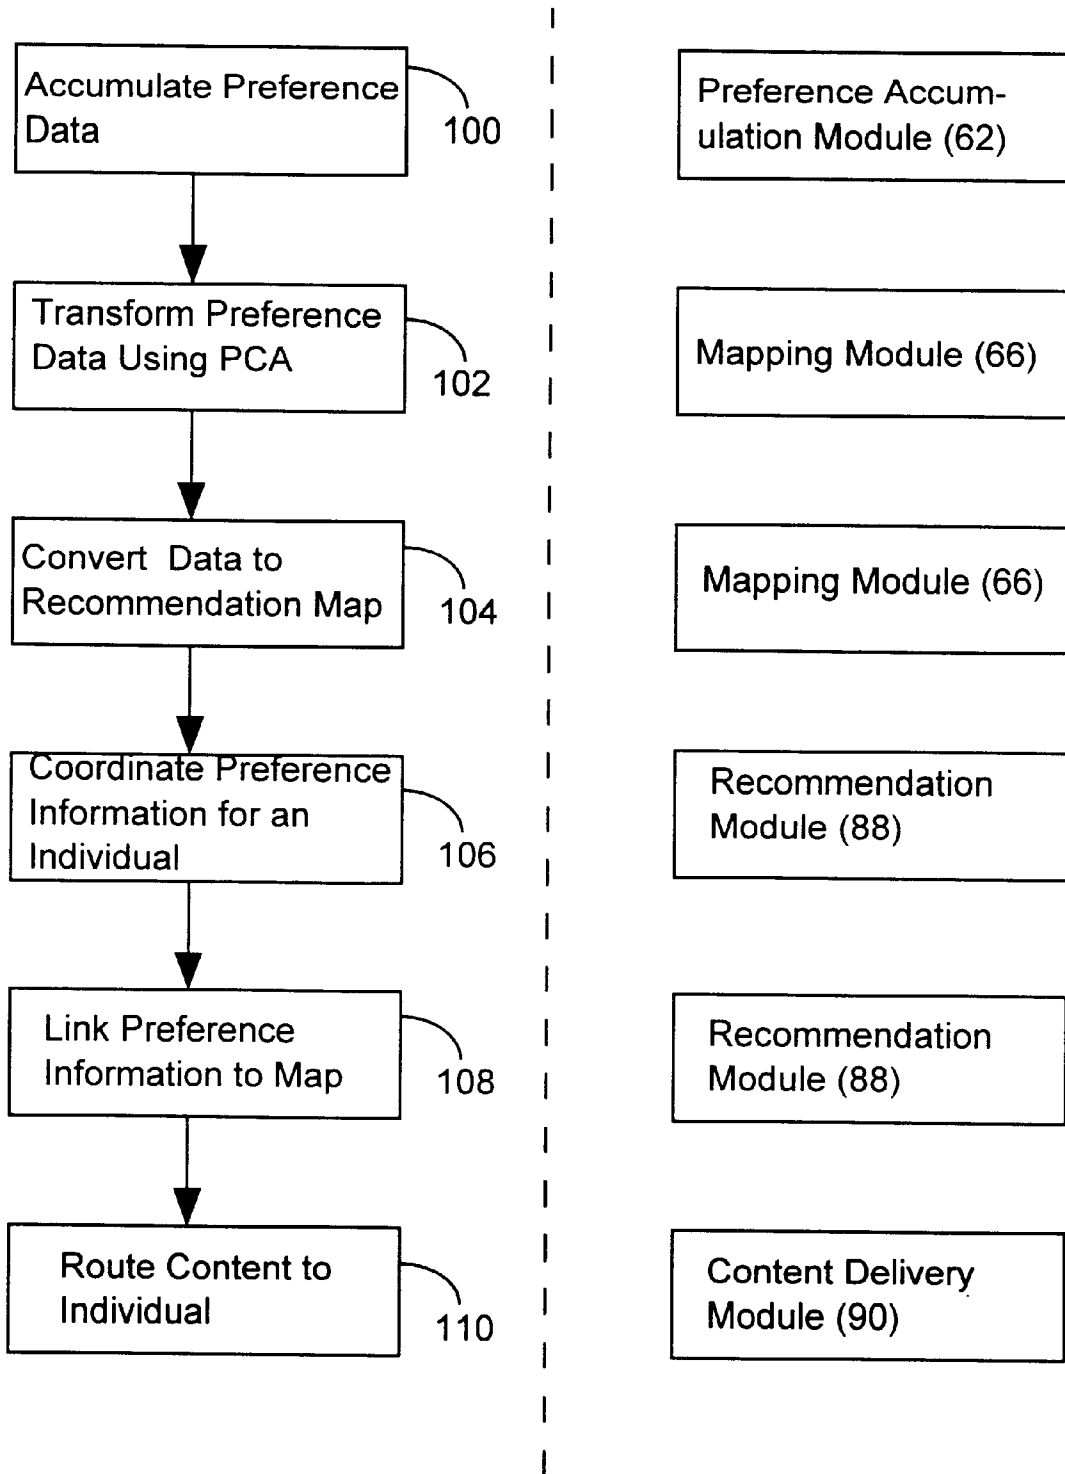 Accumulate Preference
Data
100
Preference Accum-
ulation Module (62)
Transform Preference
Data Using PCA
102
Mapping Module (66)
Convert Data to
Recommendation Map
104
Mapping Module (66)
Coordinate Preference
Information for an
Individual
106
Recommendation
Module (88)
Link Preference
Information to Map
108
Recommendation
Module (88)
Route Content to
Individual
110
Content Delivery
Module (90)